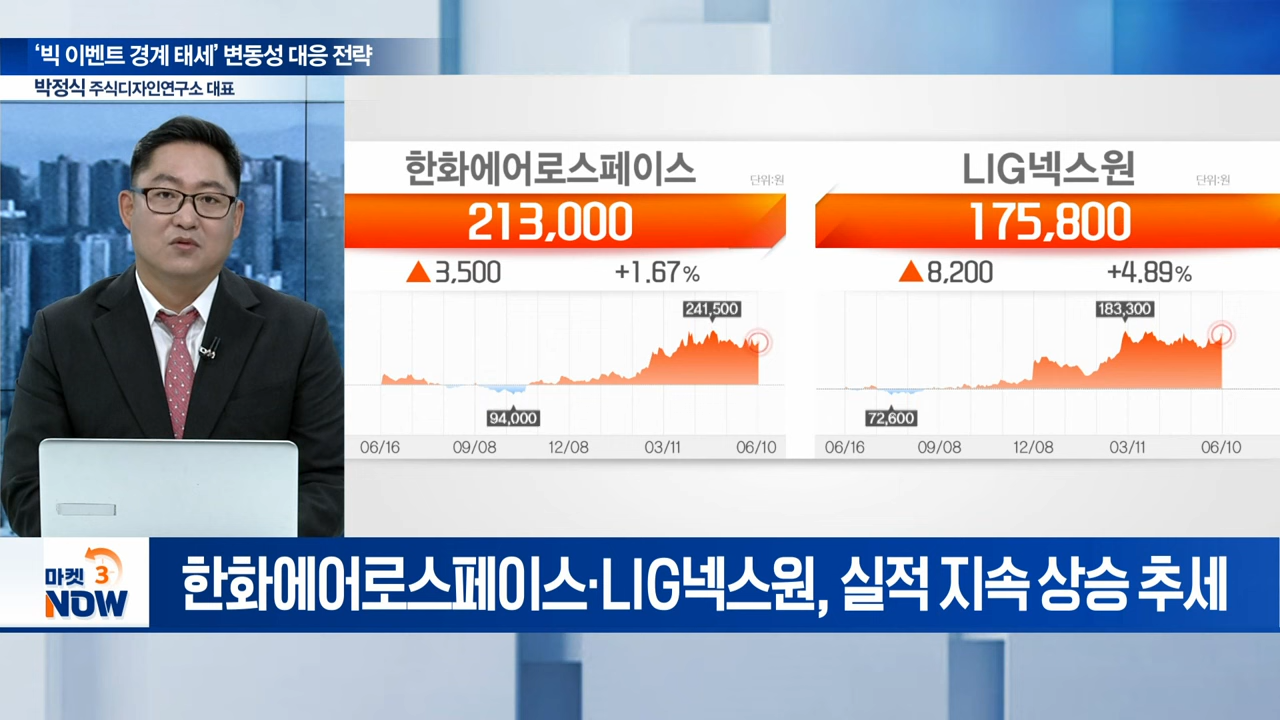 ‘빅 이벤트 경계 태세’ 변동성 대응 전략
박정식 주식디자인연구소 대표
한화에어로스페이스
단위:원
213,000
▲3,500 +1.67%
241,500
94,000
06/16 09/08 12/08 03/11 06/10
LIG넥스원
단위:원
175,800
▲8,200 +4.89%
183,300
72,600
06/16 09/08 12/08 03/11 06/10
마켓 3
NOW
한화에어로스페이스·LIG넥스원, 실적 지속 상승 추세